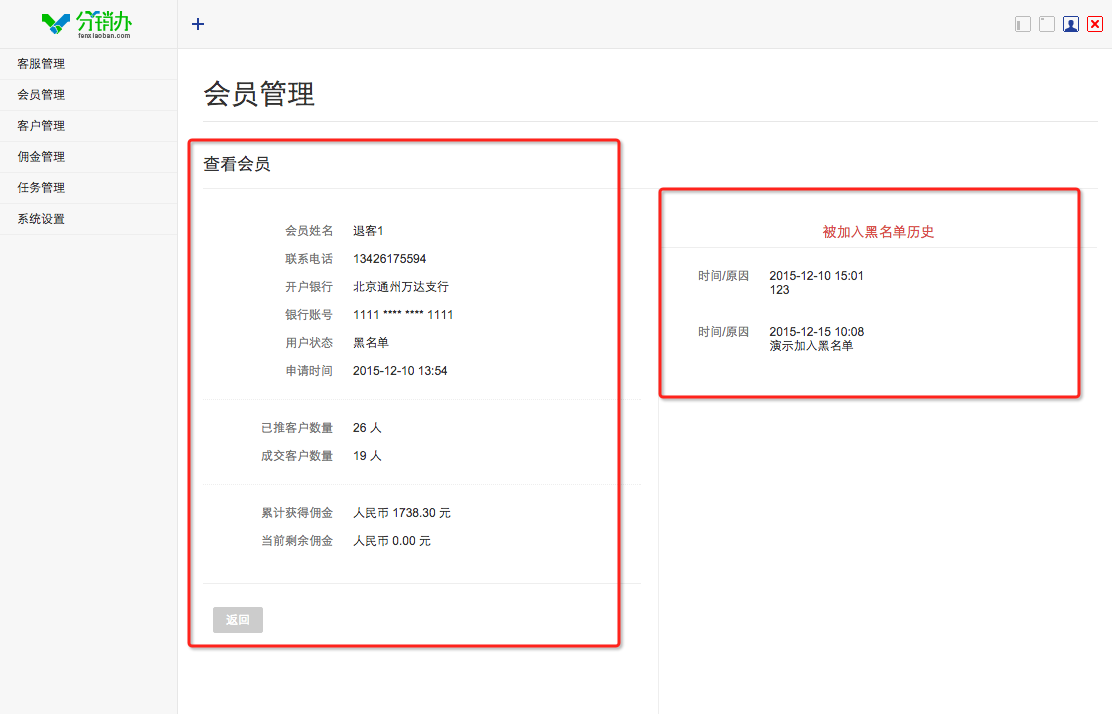 分销办
fenxiaoban.com
+
客服管理
会员管理
客户管理
佣金管理
任务管理
系统设置
会员管理
查看会员
会员姓名 退客1
联系电话 13426175594
开户银行 北京通州万达支行
银行账号 1111 **** **** 1111
用户状态 黑名单
申请时间 2015-12-10 13:54
已推客户数量 26 人
成交客户数量 19 人
累计获得佣金 人民币 1738.30 元
当前剩余佣金 人民币 0.00 元
返回
被加入黑名单历史
时间/原因 2015-12-10 15:01
123
时间/原因 2015-12-15 10:08
演示加入黑名单